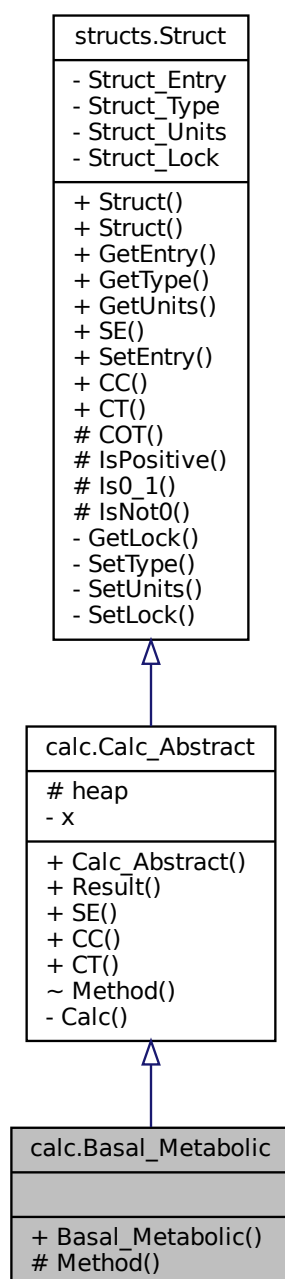 structs.Struct
- Struct_Entry
- Struct_Type
- Struct_Units
- Struct_Lock
+ Struct()
+ Struct()
+ GetEntry()
+ GetType()
+ GetUnits()
+ SE()
+ SetEntry()
+ CC()
+ CT()
# COT()
# IsPositive()
# Is0_1()
# IsNot0()
- GetLock()
- SetType()
- SetUnits()
- SetLock()
calc.Calc_Abstract
# heap
- x
+ Calc_Abstract()
+ Result()
+ SE()
+ CC()
+ CT()
~ Method()
- Calc()
calc.Basal_Metabolic
+ Basal_Metabolic()
# Method()